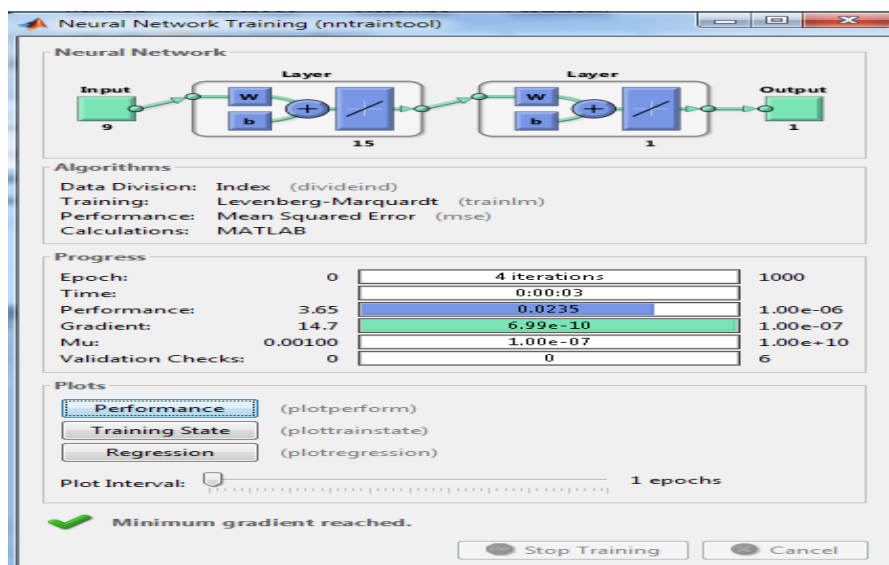 Neural Network Training (nntraintool)
Neural Network
Layer Layer
Input W W Output
b b
9 15 1 1
Algorithms
Data Division: Index (divideind)
Training: Levenberg-Marquardt (trainlm)
Performance: Mean Squared Error (mse)
Calculations: MATLAB
Progress
Epoch: 0 4 iterations 1000
Time: 0:00:03
Performance: 3.65 0.0235 1.00e-06
Gradient: 14.7 6.99e-10 1.00e-07
Mu: 0.00100 1.00e-07 1.00e+10
Validation Checks: 0 0 6
Plots
Performance (plotperform)
Training State (plottrainstate)
Regression (plotregression)
Plot Interval: 1 epochs
Minimum gradient reached.
Stop Training Cancel